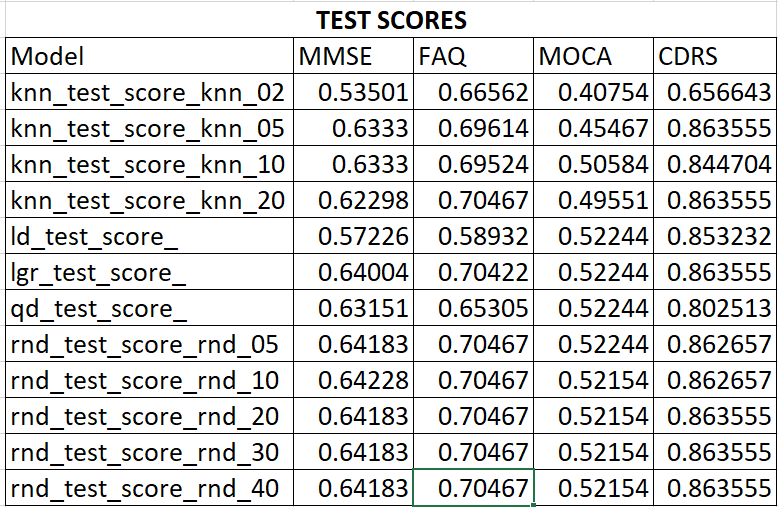 TEST SCORES
Model MMSE FAQ MOCA CDRS
knn_test_score_knn_02 0.53501 0.66562 0.40754 0.656643
knn_test_score_knn_05 0.6333 0.69614 0.45467 0.863555
knn_test_score_knn_10 0.6333 0.69524 0.50584 0.844704
knn_test_score_knn_20 0.62298 0.70467 0.49551 0.863555
ld_test_score_ 0.57226 0.58932 0.52244 0.853232
lgr_test_score_ 0.64004 0.70422 0.52244 0.863555
qd_test_score_ 0.63151 0.65305 0.52244 0.802513
rnd_test_score_rnd_05 0.64183 0.70467 0.52244 0.862657
rnd_test_score_rnd_10 0.64228 0.70467 0.52154 0.862657
rnd_test_score_rnd_20 0.64183 0.70467 0.52154 0.863555
rnd_test_score_rnd_30 0.64183 0.70467 0.52154 0.863555
rnd_test_score_rnd_40 0.64183 0.70467 0.52154 0.863555